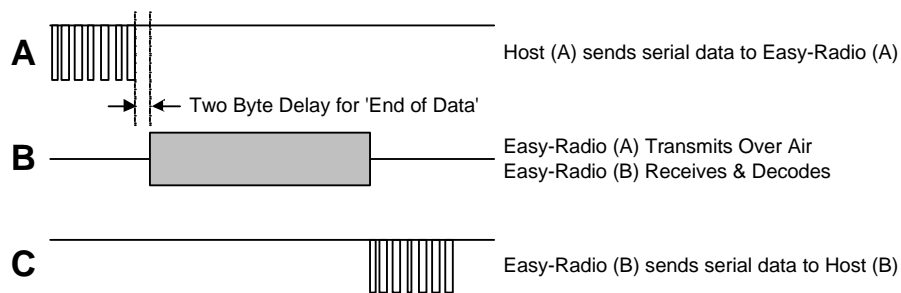 A
Host (A) sends serial data to Easy-Radio (A)
Two Byte Delay for 'End of Data'
B
Easy-Radio (A) Transmits Over Air
Easy-Radio (B) Receives & Decodes
C
Easy-Radio (B) sends serial data to Host (B)